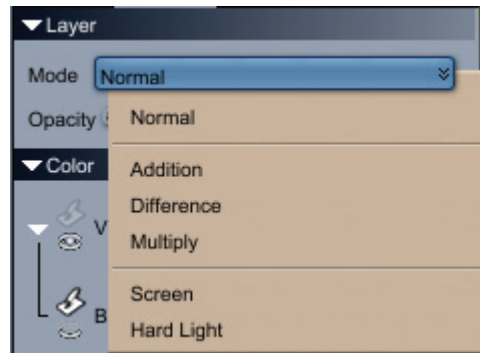 Layer
Mode Normal
Opacity
Normal
Color
Addition
Difference
V
Multiply
Screen
B
Hard Light